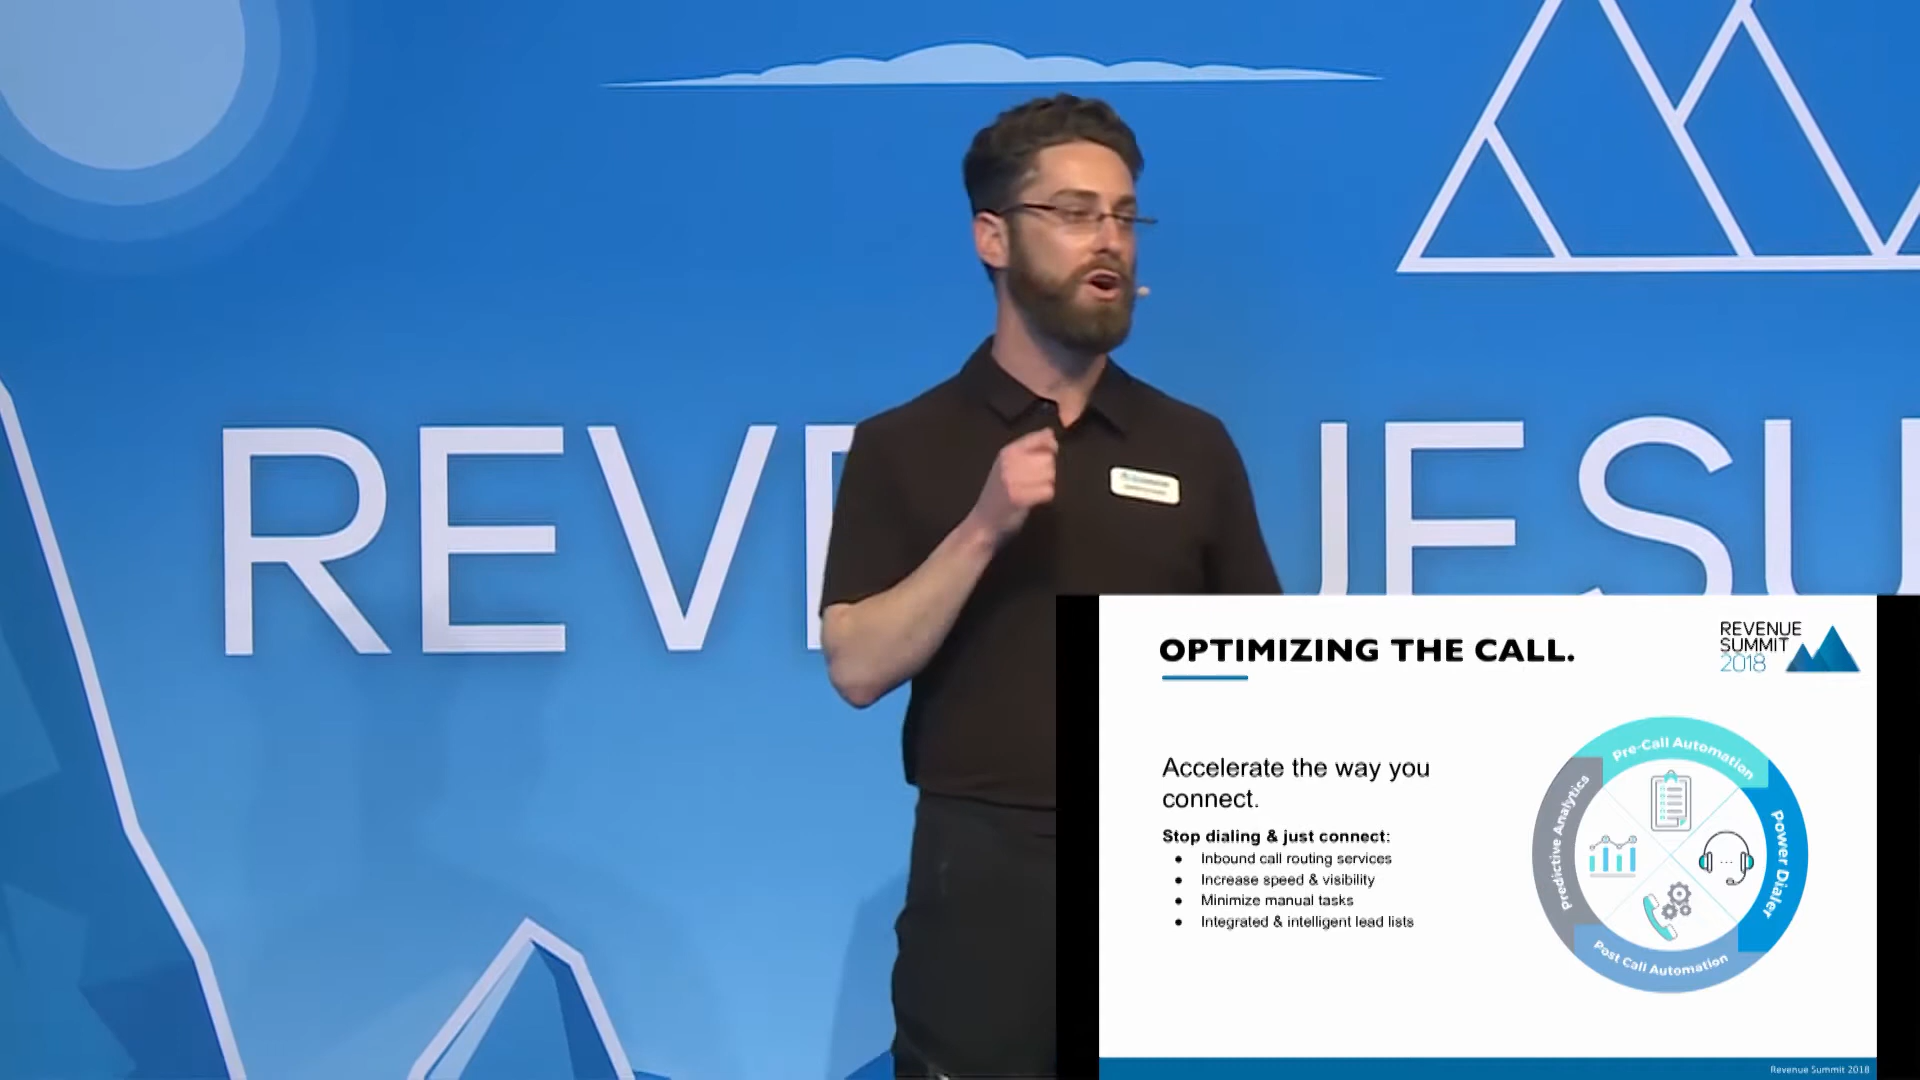 REVE
UESU
OPTIMIZING THE CALL.
REVENUE
SUMMIT
2018
Accelerate the way you
connect.
Stop dialing & just connect:
● Inbound call routing services
● Increase speed & visibility
● Minimize manual tasks
● Integrated & intelligent lead lists
Pre-Call Automation
Power Dialer
Post Call Automation
Predictive Analytics
Revenue Summit 2018